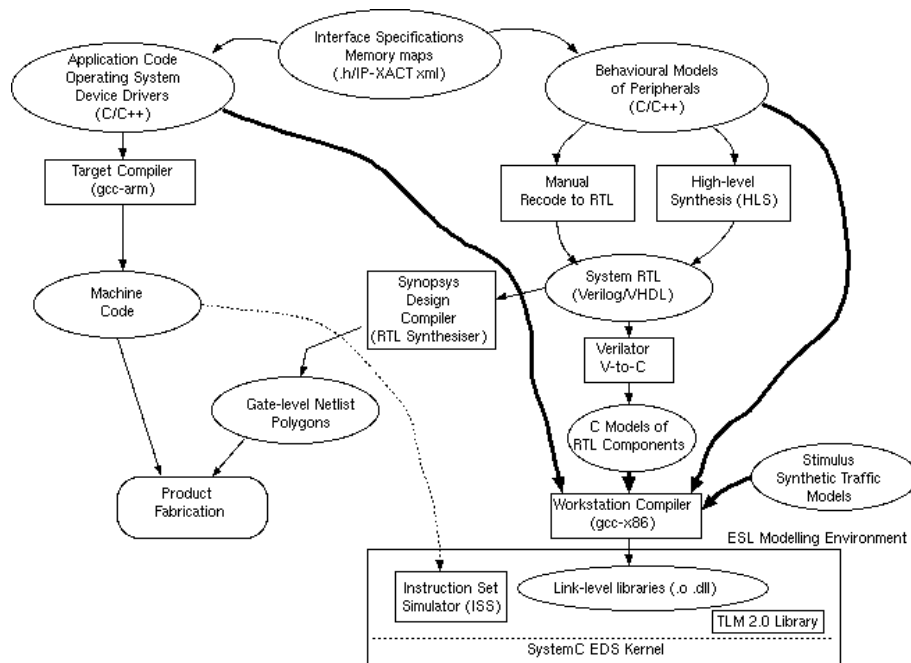 Interface Specifications
Memory maps
(.h/IP-XACT xml)
Application Code
Operating System
Device Drivers
(C/C++)
Behavioural Models
of Peripherals
(C/C++)
Target Compiler
(gcc-arm)
Manual
Recode to RTL
High-level
Synthesis (HLS)
System RTL
(Verilog/VHDL)
Machine
Code
Synopsys
Design
Compiler
(RTL Synthesiser)
Verilator
V-to-C
Gate-level Netlist
Polygons
C Models of
RTL Components
Stimulus
Synthetic Traffic
Models
Product
Fabrication
Workstation Compiler
(gcc-x86)
ESL Modelling Environment
Instruction Set
Simulator (ISS)
Link-level libraries (.o .dll)
TLM 2.0 Library
SystemC EDS Kernel